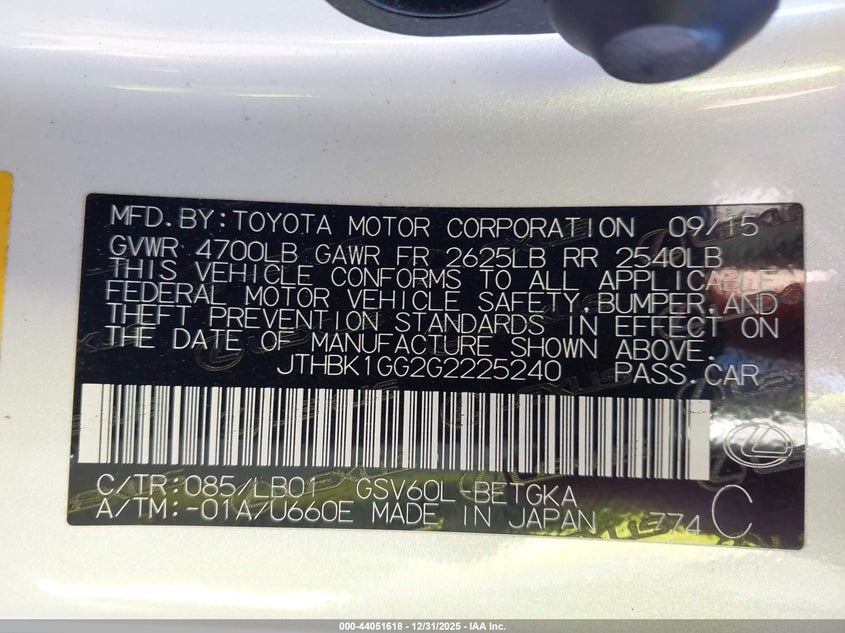 MFD.BY:TOYOTA MOTOR CORPORATION 09/15
GVWR 4700LB GAWR FR 2625LB RR 2540LB
THIS VEHICLE CONFORMS TO ALL APPLICABLE
FEDERAL MOTOR VEHICLE SAFETY,BUMPER,AND
THEFT PREVENTION STANDARDS IN EFFECT ON
THE DATE OF MANUFACTURE SHOWN ABOVE.
JTHBK1GG2G2225240 PASS.CAR
C/TR:085/LB01 GSV60L-BETGKA
A/TM:-01A/U660E MADE IN JAPAN 774 C
000-44051618 - 12/31/2025 - IAA Inc.